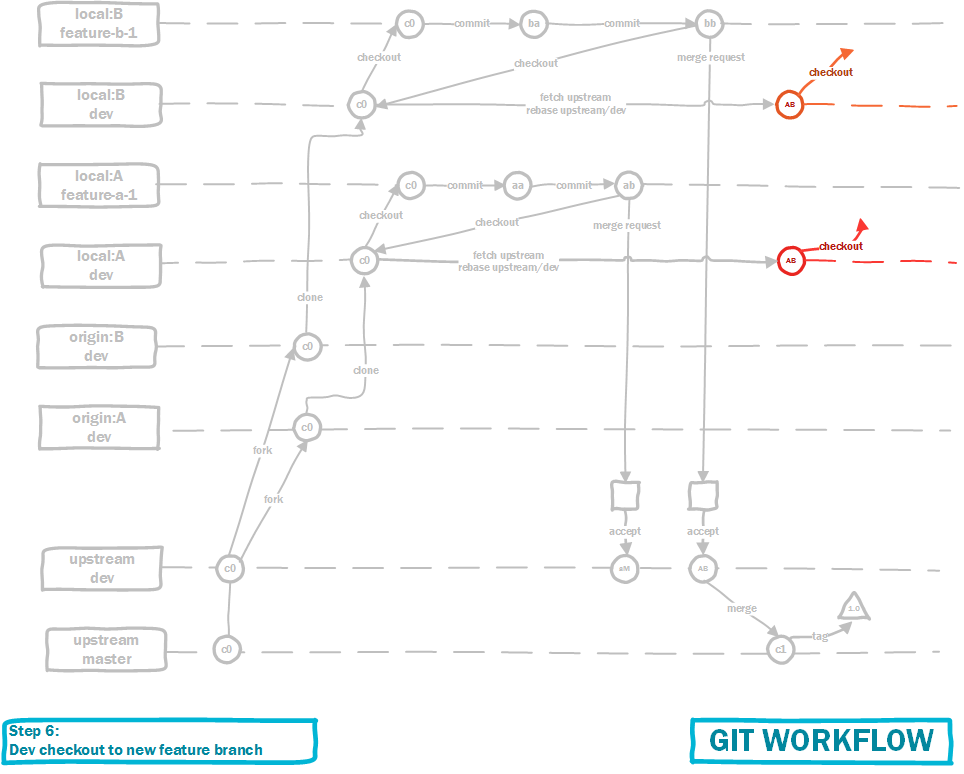 local:B
feature-b-1
c0
commit
ba
commit
bb
checkout
checkout
merge request
checkout
local:B
dev
c0
fetch upstream
rebase upstream/dev
AB
local:A
feature-a-1
c0
commit
aa
commit
ab
checkout
checkout
merge request
checkout
local:A
dev
c0
fetch upstream
rebase upstream/dev
AB
clone
origin:B
dev
c0
clone
origin:A
dev
c0
fork
fork
accept
accept
upstream
dev
c0
aM
AB
merge
1.0
upstream
master
c0
c1
tag
Step 6:
Dev checkout to new feature branch
GIT WORKFLOW